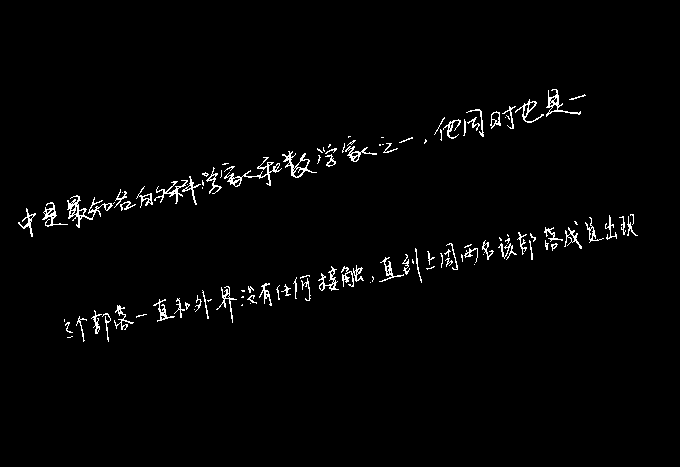 中是最知名的科学家和数学家之一，他同时也是一
这个部落一直和外界没有任何接触，直到上周两名该部落成员出现